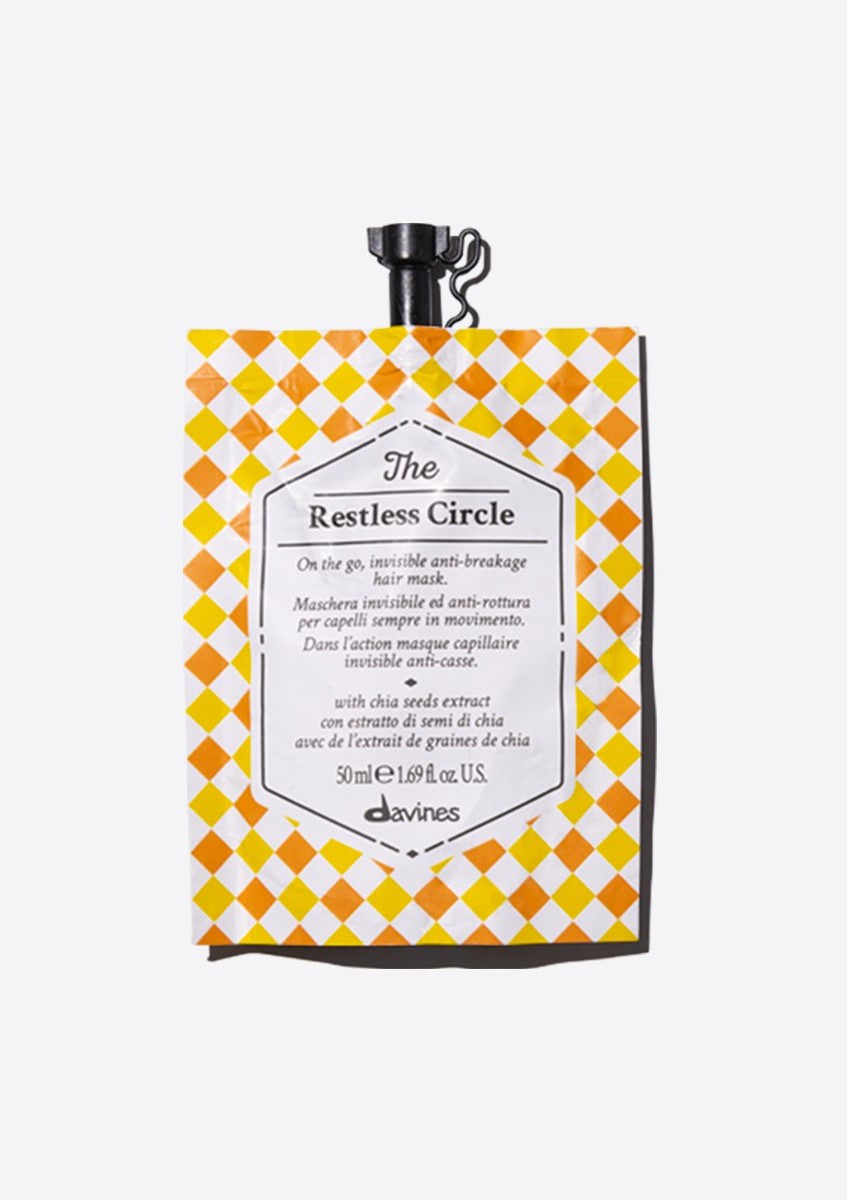 The
Restless Circle
On the go, invisible anti-breakage
hair mask.
Maschera invisibile ed anti-rottura
per capelli sempre in movimento.
Dans l'action masque capillaire
invisible anti-casse.
with chia seeds extract
con estratto di semi di chia
avec de l'extrait de graines de chia
50 ml ℮ 1.69 fl. oz. U.S.
davines